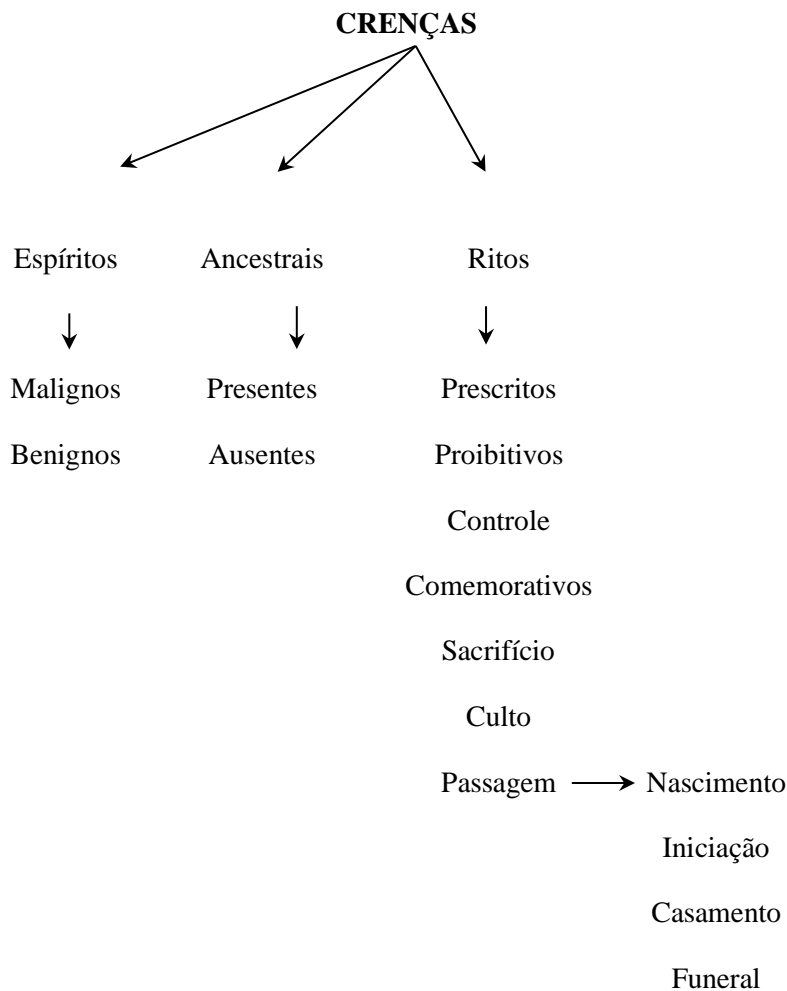 CRENÇAS
Espíritos Ancestrais Ritos
Malignos Presentes Prescritos
Benignos Ausentes Proibitivos
Controle
Comemorativos
Sacrifício
Culto
Passagem Nascimento
Iniciação
Casamento
Funeral